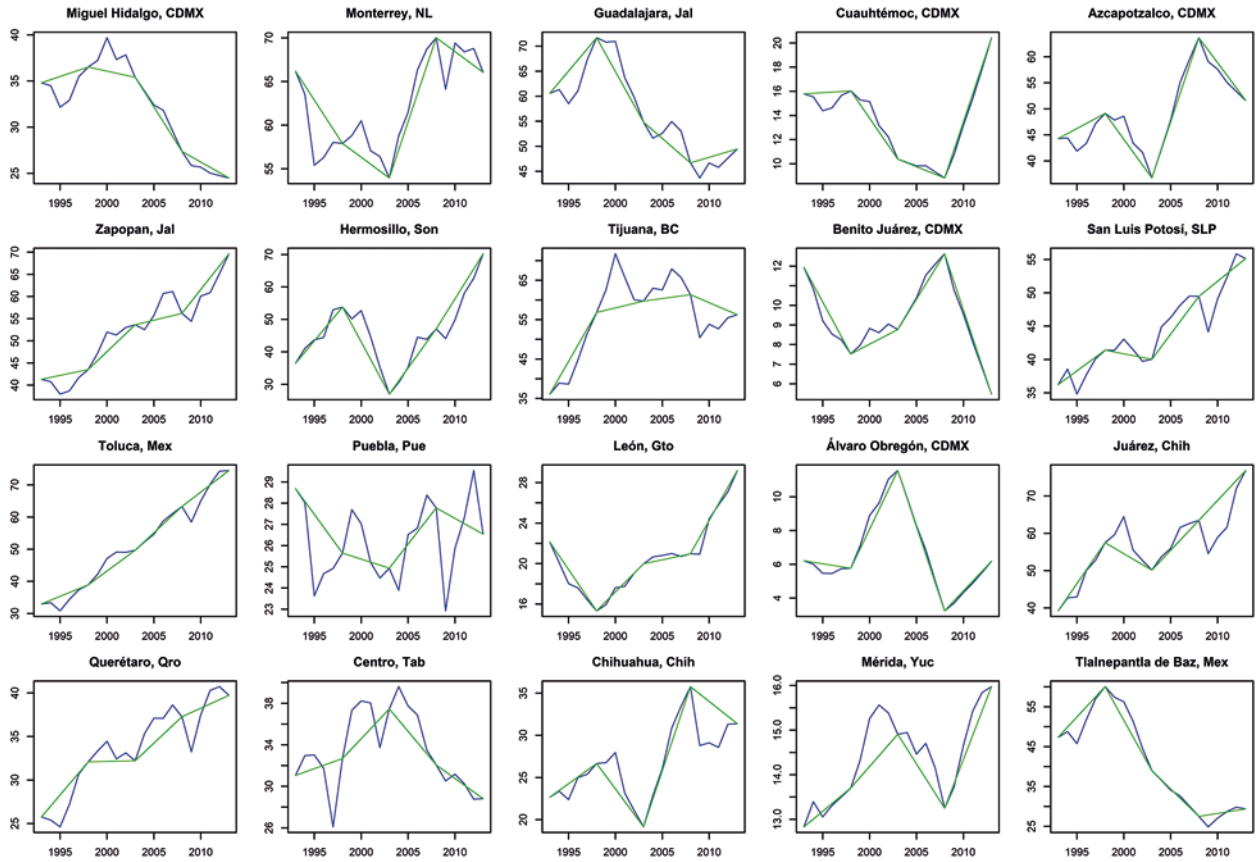 Miguel Hidalgo, CDMX Monterrey, NL Guadalajara, Jal Cuauhtémoc, CDMX Azcapotzalco, CDMX
40 35 30 25 70 65 60 55 70 65 60 55 50 45 20 18 16 14 12 10 60 55 50 45 40
1995 2000 2005 2010 1995 2000 2005 2010 1995 2000 2005 2010 1995 2000 2005 2010 1995 2000 2005 2010
Zapopan, Jal Hermosillo, Son Tijuana, BC Benito Juárez, CDMX San Luis Potosí, SLP
70 65 60 55 50 45 40 70 60 50 40 30 65 55 45 35 12 11 10 9 8 7 6 55 50 45 40 35
1995 2000 2005 2010 1995 2000 2005 2010 1995 2000 2005 2010 1995 2000 2005 2010 1995 2000 2005 2010
Toluca, Mex Puebla, Pue León, Gto Álvaro Obregón, CDMX Juárez, Chih
70 60 50 40 30 29 28 27 26 25 24 23 28 24 20 16 10 8 6 4 70 60 50 40
1995 2000 2005 2010 1995 2000 2005 2010 1995 2000 2005 2010 1995 2000 2005 2010 1995 2000 2005 2010
Querétaro, Qro Centro, Tab Chihuahua, Chih Mérida, Yuc Tlalnepantla de Baz, Mex
40 35 30 25 38 36 34 32 30 28 26 35 30 25 20 16.0 15.0 14.0 13.0 55 45 35 25
1995 2000 2005 2010 1995 2000 2005 2010 1995 2000 2005 2010 1995 2000 2005 2010 1995 2000 2005 2010